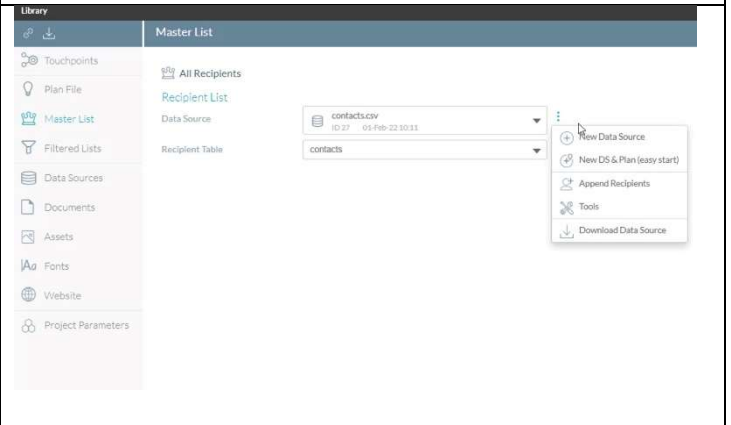 Library
Master List
Touchpoints
Plan File
Master List
Filtered Lists
Data Sources
Documents
Assets
Fonts
Website
Project Parameters
All Recipients
Recipient List
Data Source
contacts.csv
ID 27 01-Feb-22 10:11
Recipient Table
contacts
New Data Source
New DS & Plan (easy start)
Append Recipients
Tools
Download Data Source